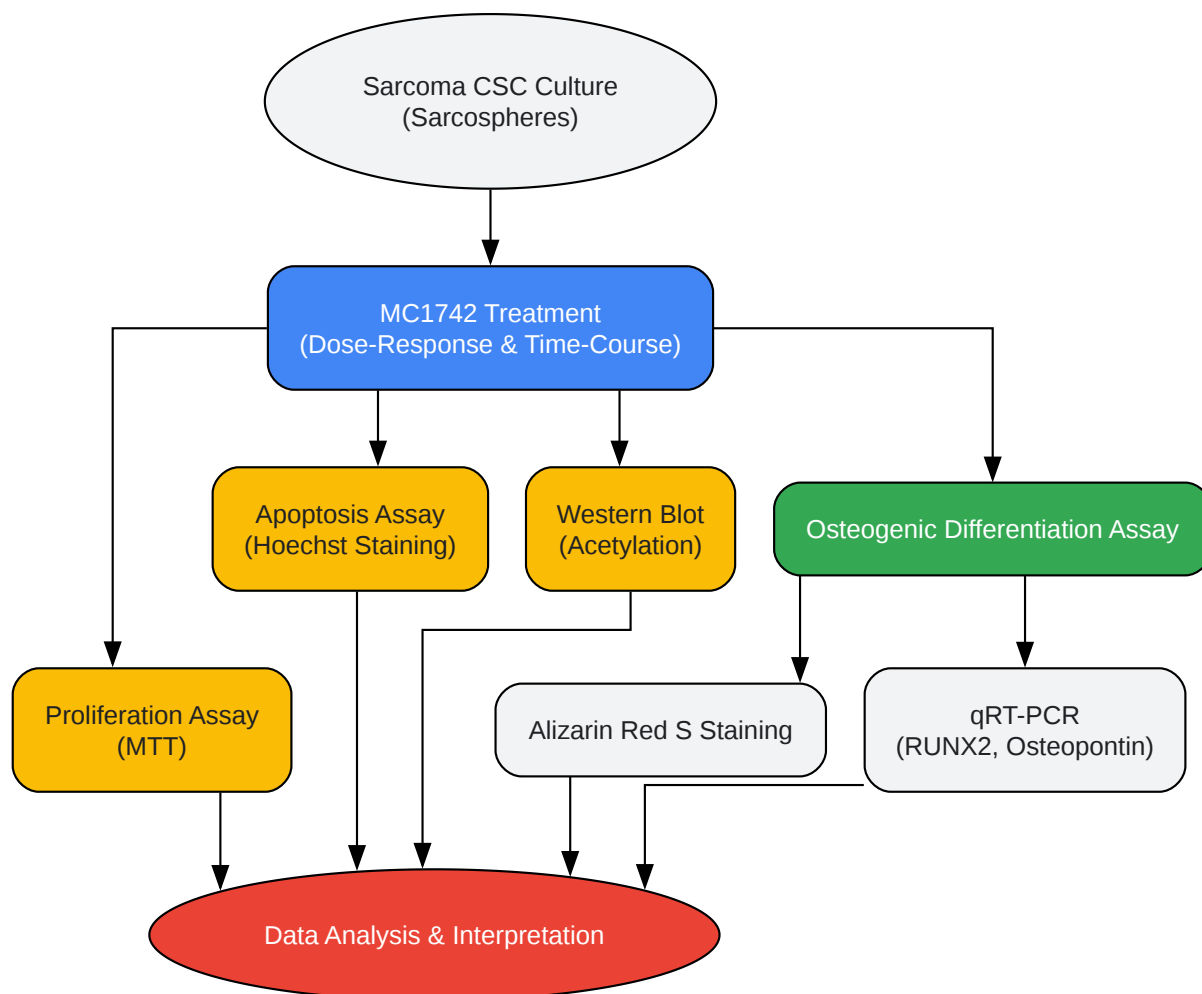 Sarcoma CSC Culture
(Sarcospheres)
MC1742 Treatment
(Dose-Response & Time-Course)
Apoptosis Assay
(Hoechst Staining)
Western Blot
(Acetylation)
Osteogenic Differentiation Assay
Proliferation Assay
(MTT)
Alizarin Red S Staining
qRT-PCR
(RUNX2, Osteopontin)
Data Analysis & Interpretation